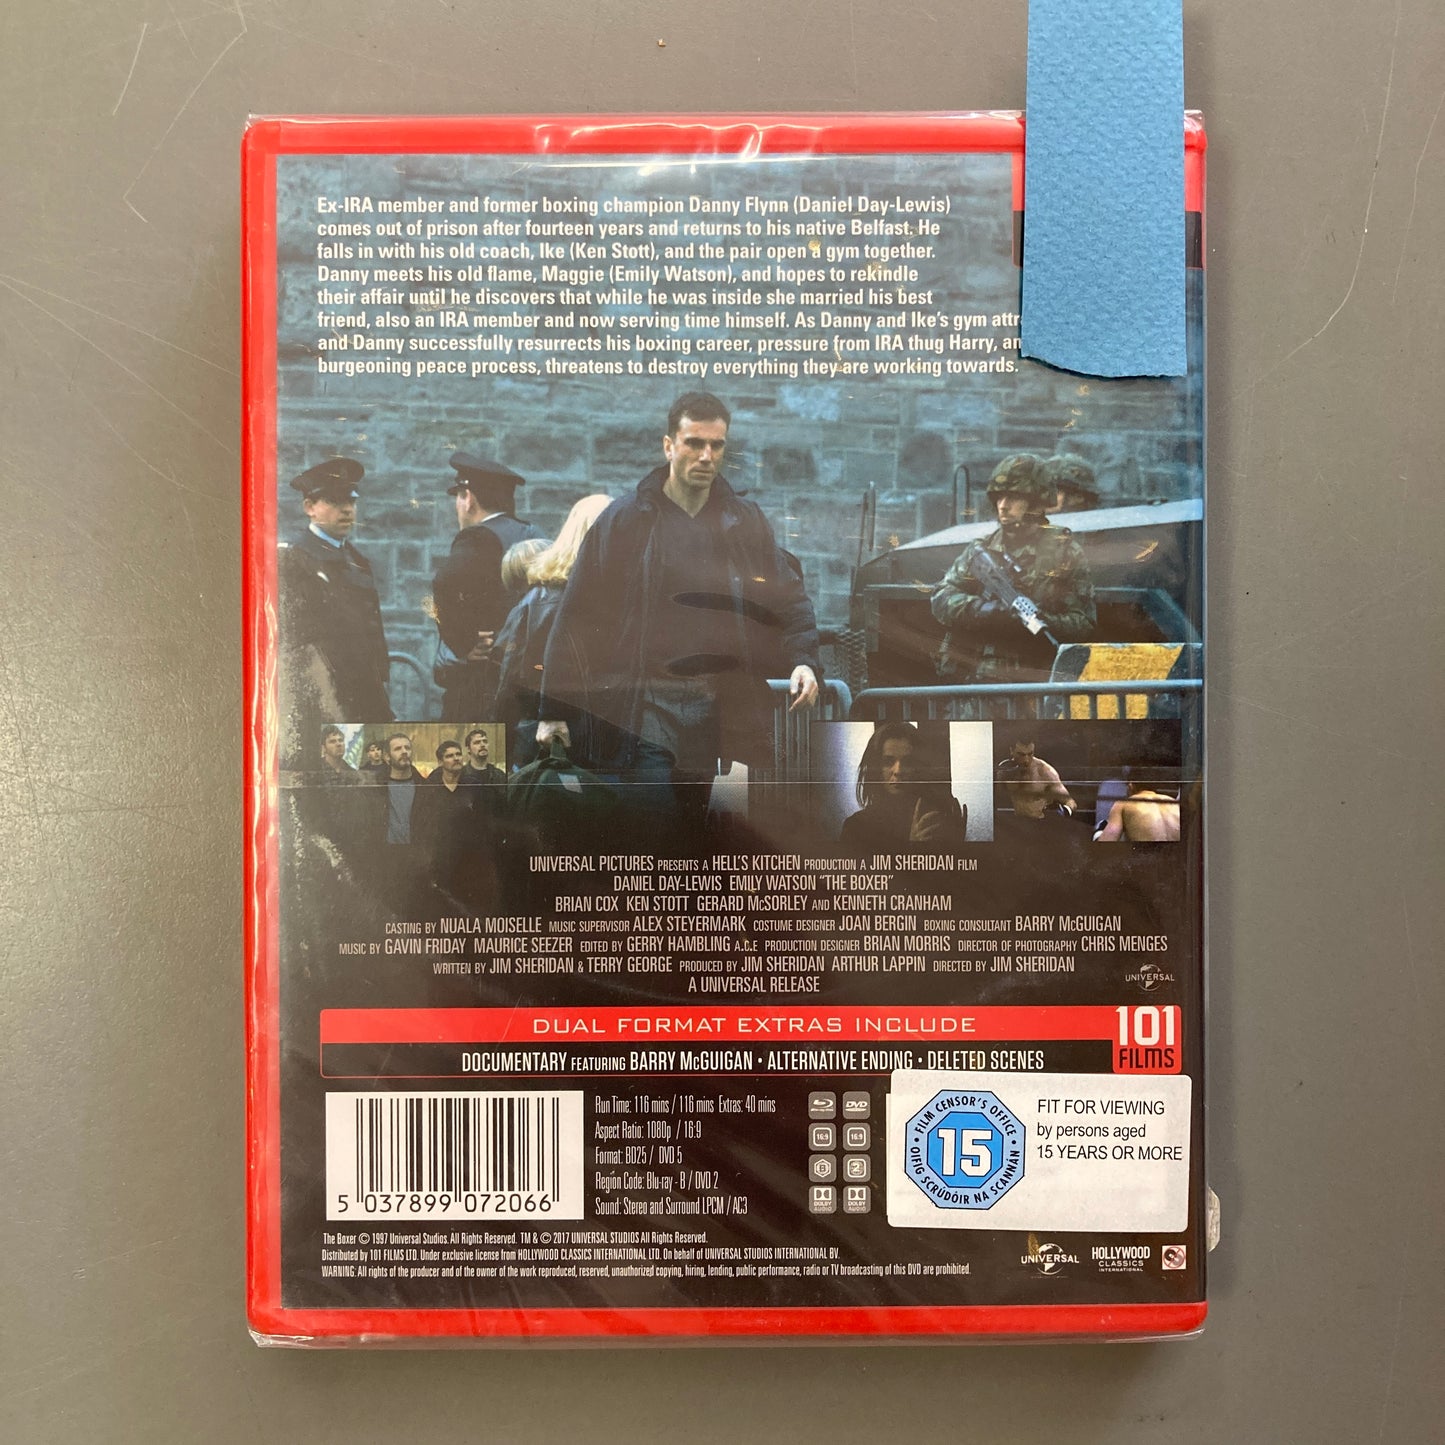 Ex-IRA member and former boxing champion Danny Flynn (Daniel Day-Lewis)
comes out of prison after fourteen years and returns to his native Belfast. He
falls in with his old coach, Ike (Ken Stott), and the pair open a gym together.
Danny meets his old flame, Maggie (Emily Watson), and hopes to rekindle
their affair until he discovers that while he was inside she married his best
friend, also an IRA member and now serving time himself. As Danny and Ike's gym
and Danny successfully resurrects his boxing career, pressure from IRA thug Harry,
burgeoning peace process, threatens to destroy everything they are working towards.
UNIVERSAL PICTURES PRESENTS A HELL'S KITCHEN PRODUCTION A JIM SHERIDAN FILM
DANIEL DAY-LEWIS EMILY WATSON "THE BOXER"
BRIAN COX KEN STOTT GERARD McSORLEY AND KENNETH CRANHAM
CASTING BY NUALA MOISELLE MUSIC SUPERVISOR ALEX STEYERMARK COSTUME DESIGNER JOAN BERGIN BOXING CONSULTANT BARRY McGUIGAN
MUSIC BY GAVIN FRIDAY MAURICE SEEZER EDITED BY GERRY HAMBLING A.C.E PRODUCTION DESIGNER BRIAN MORRIS DIRECTOR OF PHOTOGRAPHY CHRIS MENGES
WRITTEN BY JIM SHERIDAN & TERRY GEORGE PRODUCED BY JIM SHERIDAN ARTHUR LAPPIN DIRECTED BY JIM SHERIDAN
A UNIVERSAL RELEASE
UNIVERSAL
DUAL FORMAT EXTRAS INCLUDE
101
FILMS
DOCUMENTARY FEATURING BARRY McGUIGAN • ALTERNATIVE ENDING • DELETED SCENES
5 037899 072066
Run Time: 116 mins / 116 mins Extras: 40 mins
Aspect Ratio: 1080p / 16:9
Format: BD25 / DVD 5
Region Code: Blu-ray - B / DVD 2
Sound: Stereo and Surround LPCM / AC3
Blu-ray DVD
16:9 16:9
B 2
DOLBY AUDIO DOLBY AUDIO
FILM CENSOR'S OFFICE
15
OIFIG SCRÚDÓIR NA SCANNÁN
FIT FOR VIEWING
by persons aged
15 YEARS OR MORE
The Boxer © 1997 Universal Studios. All Rights Reserved. TM & © 2017 UNIVERSAL STUDIOS All Rights Reserved.
Distributed by 101 FILMS LTD. Under exclusive license from HOLLYWOOD CLASSICS INTERNATIONAL LTD. On behalf of UNIVERSAL STUDIOS INTERNATIONAL BV.
WARNING: All rights of the producer and of the owner of the work reproduced, reserved, unauthorized copying, hiring, lending, public performance, radio or TV broadcasting of this DVD are prohibited.
UNIVERSAL
HOLLYWOOD
CLASSICS
INTERNATIONAL